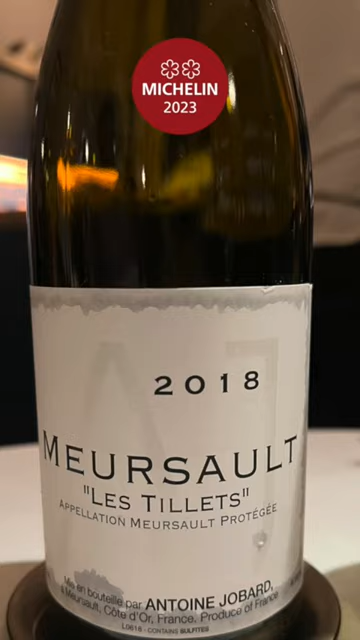 MICHELIN
2023
2018
MEURSAULT
"LES TILLETS"
APPELLATION MEURSAULT PROTÉGÉE
Mis en bouteille par ANTOINE JOBARD,
à Meursault, Côte d'Or, France. Produce of France
L0618 - CONTAINS SULFITES